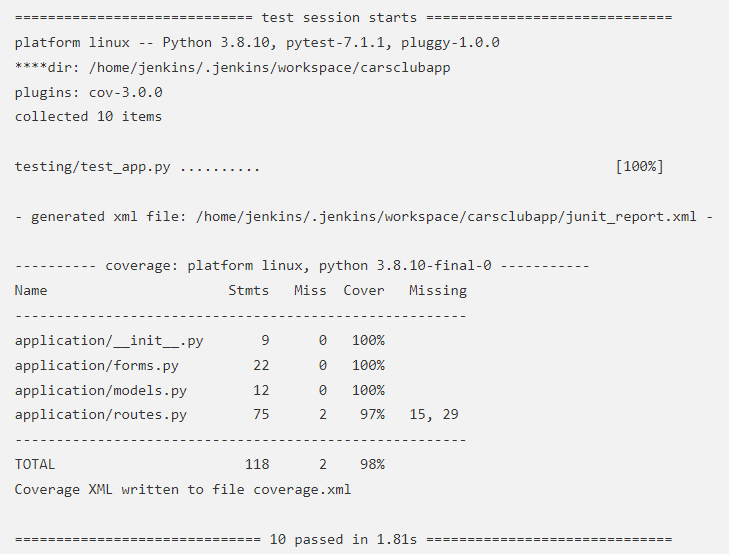 ============================= test session starts ==============================
platform linux -- Python 3.8.10, pytest-7.1.1, pluggy-1.0.0
****dir: /home/jenkins/.jenkins/workspace/carsclubapp
plugins: cov-3.0.0
collected 10 items
testing/test_app.py .......... [100%]
- generated xml file: /home/jenkins/.jenkins/workspace/carsclubapp/junit_report.xml -
---------- coverage: platform linux, python 3.8.10-final-0 -----------
Name Stmts Miss Cover Missing
-------------------------------------------------------
application/__init__.py 9 0 100%
application/forms.py 22 0 100%
application/models.py 12 0 100%
application/routes.py 75 2 97% 15, 29
-------------------------------------------------------
TOTAL 118 2 98%
Coverage XML written to file coverage.xml
============================== 10 passed in 1.81s ==============================